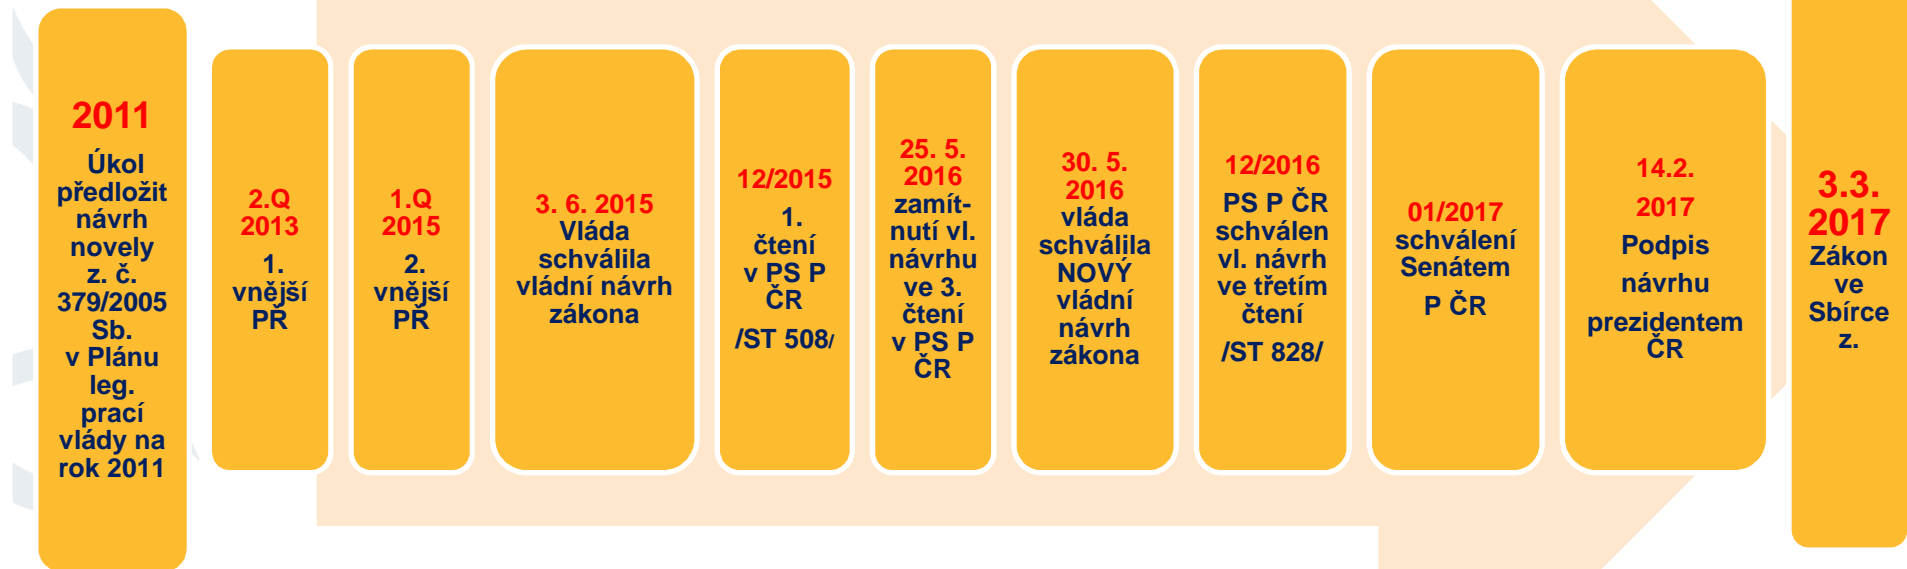 2011
Úkol
předložit
návrh
novely
z. č.
379/2005
Sb.
v Plánu
leg.
prací
vlády na
rok 2011
2.Q
2013
1.
vnější
PŘ
1.Q
2015
2.
vnější
PŘ
3. 6. 2015
Vláda
schválila
vládní návrh
zákona
12/2015
1.
čtení
v PS P
ČR
/ST 508/
25. 5.
2016
zamít-
nutí vl.
návrhu
ve 3.
čtení
v PS P
ČR
30. 5.
2016
vláda
schválila
NOVÝ
vládní
návrh
zákona
12/2016
PS P ČR
schválen
vl. návrh
ve třetím
čtení
/ST 828/
01/2017
schválení
Senátem
P ČR
14.2.
2017
Podpis
návrhu
prezidentem
ČR
3.3.
2017
Zákon
ve
Sbírce
z.